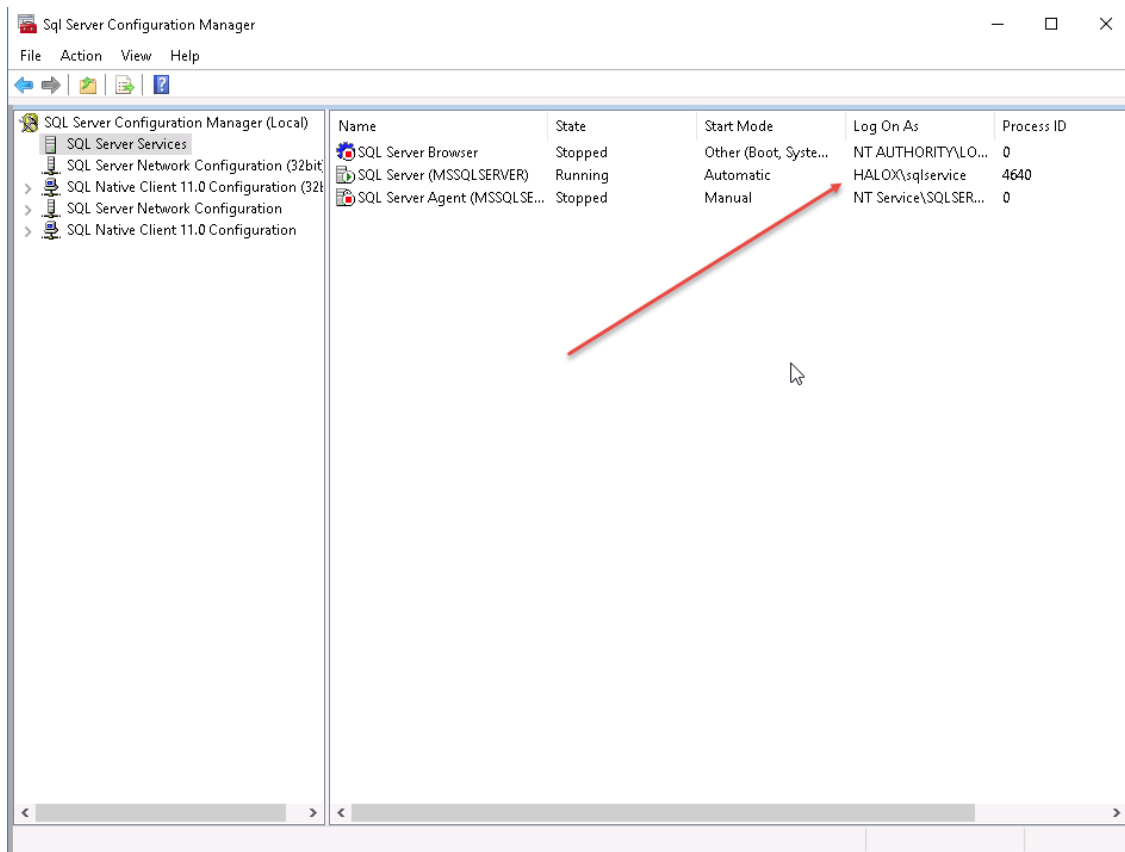 Sql Server Configuration Manager
File Action View Help
SQL Server Configuration Manager (Local)
SQL Server Services
SQL Server Network Configuration (32bit
SQL Native Client 11.0 Configuration (32b
SQL Server Network Configuration
SQL Native Client 11.0 Configuration
Name State Start Mode Log On As Process ID
SQL Server Browser Stopped Other (Boot, Syste... NT AUTHORITY\LO... 0
SQL Server (MSSQLSERVER) Running Automatic HALOX\sqlservice 4640
SQL Server Agent (MSSQLSE... Stopped Manual NT Service\SQLSER... 0